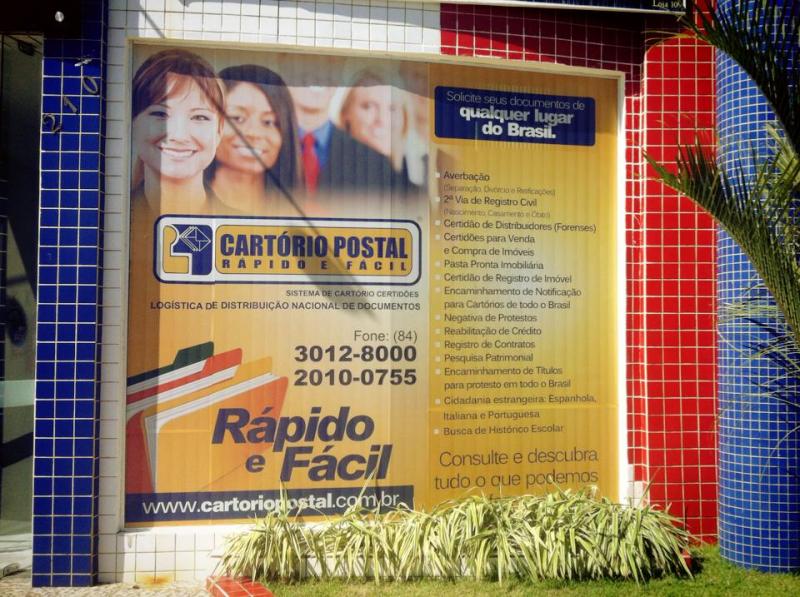 Loja 10
210
CARTÓRIO POSTAL
RÁPIDO E FÁCIL
SISTEMA DE CARTÓRIO CERTIDÕES
LOGÍSTICA DE DISTRIBUIÇÃO NACIONAL DE DOCUMENTOS
Fone: (84)
3012-8000
2010-0755
Rápido
e Fácil
www.cartoriopostal.com.br
Solicite seus documentos de
qualquer lugar
do Brasil.
Averbação
(Separação, Divórcio e Retificações)
2ª Via de Registro Civil
(Nascimento, Casamento e Óbito)
Certidão de Distribuidores (Forenses)
Certidões para Venda
e Compra de Imóveis
Pasta Pronta Imobiliária
Certidão de Registro de Imóvel
Encaminhamento de Notificação
para Cartórios de todo o Brasil
Negativa de Protestos
Reabilitação de Crédito
Registro de Contratos
Pesquisa Patrimonial
Encaminhamento de Títulos
para protesto em todo o Brasil
Cidadania estrangeira: Espanhola,
Italiana e Portuguesa
Busca de Histórico Escolar
Consulte e descubra
tudo o que podemos